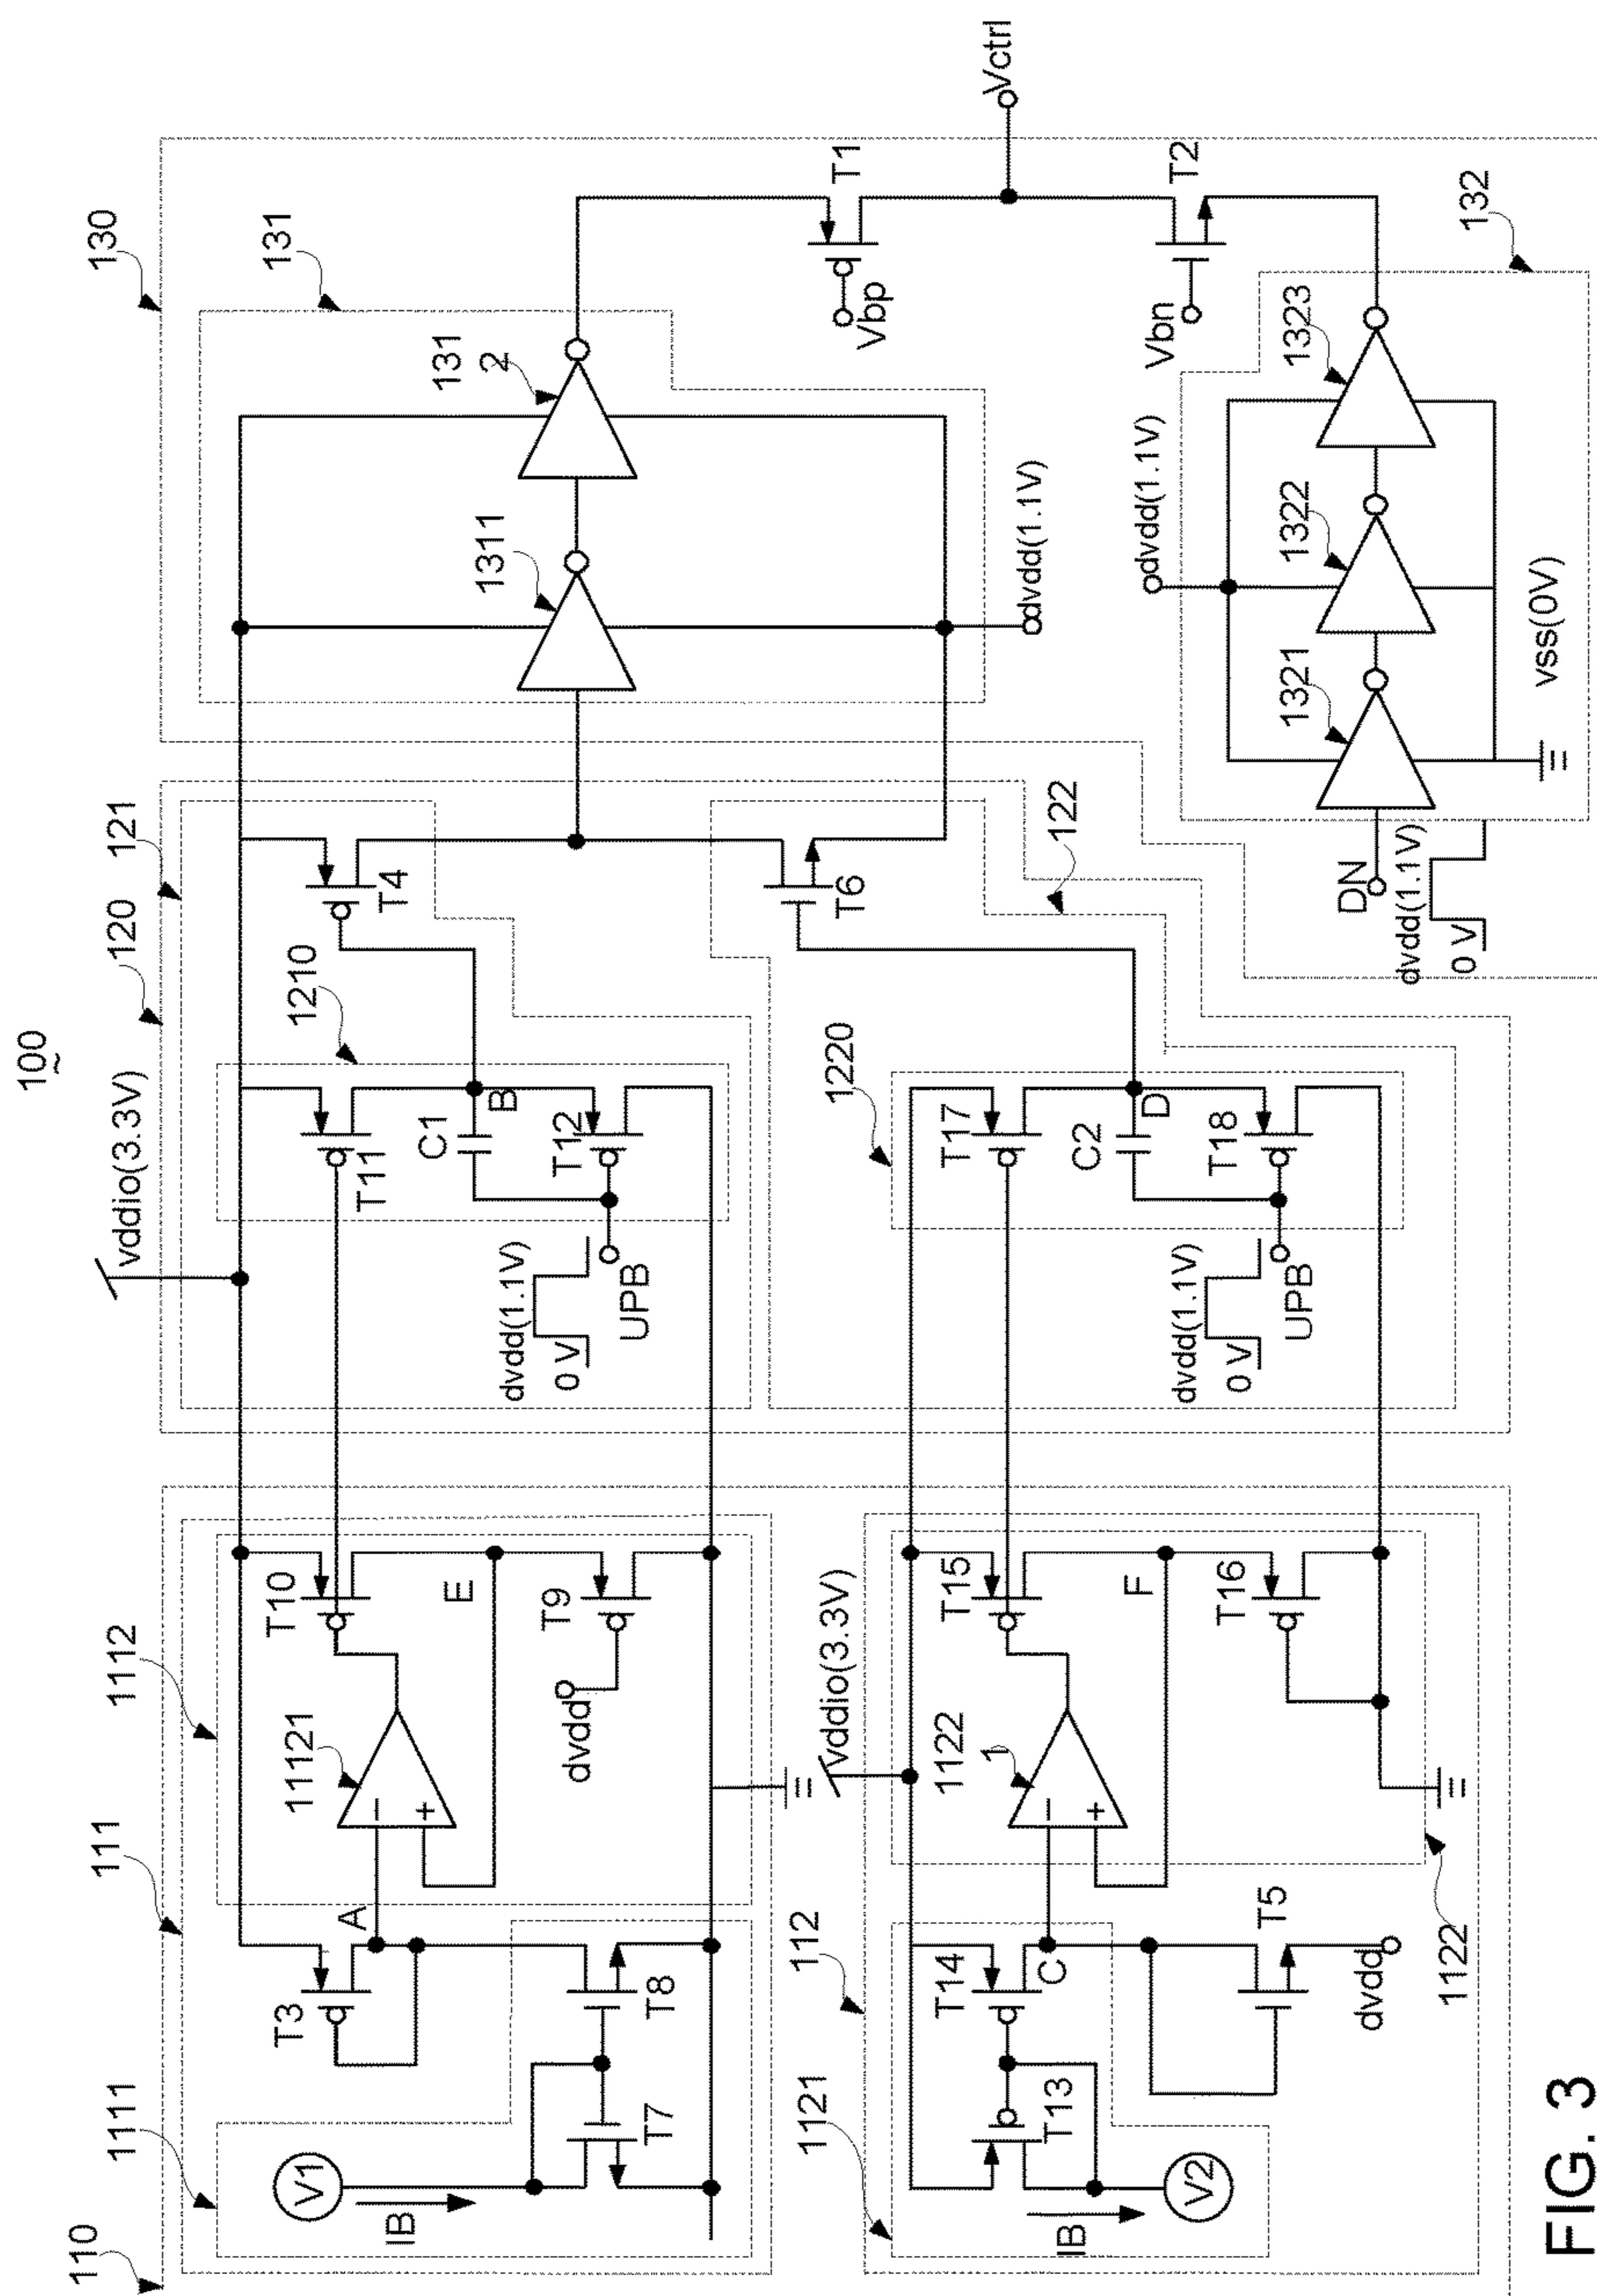 100
110
111
1111
V1
IB
T7
T8
T3
A
1112
11121
−
+
T10
E
T9
dvdd
vddio(3.3V)
120
121
1210
T11
C1
B
T12
dvdd(1.1V)
0 V
UPB
T4
T6
122
130
131
1311
131
2
dvdd(1.1V)
Vbp
T1
Vctrl
Vbn
T2
112
1121
IB
V2
T13
T14
C
T5
dvdd
vddio(3.3V)
1122
1
−
+
T15
F
T16
1122
1220
T17
C2
D
T18
dvdd(1.1V)
0 V
UPB
132
dvdd(1.1V)
1321
1322
1323
vss(0V)
DN
dvdd(1.1V)
0 V
FIG. 3